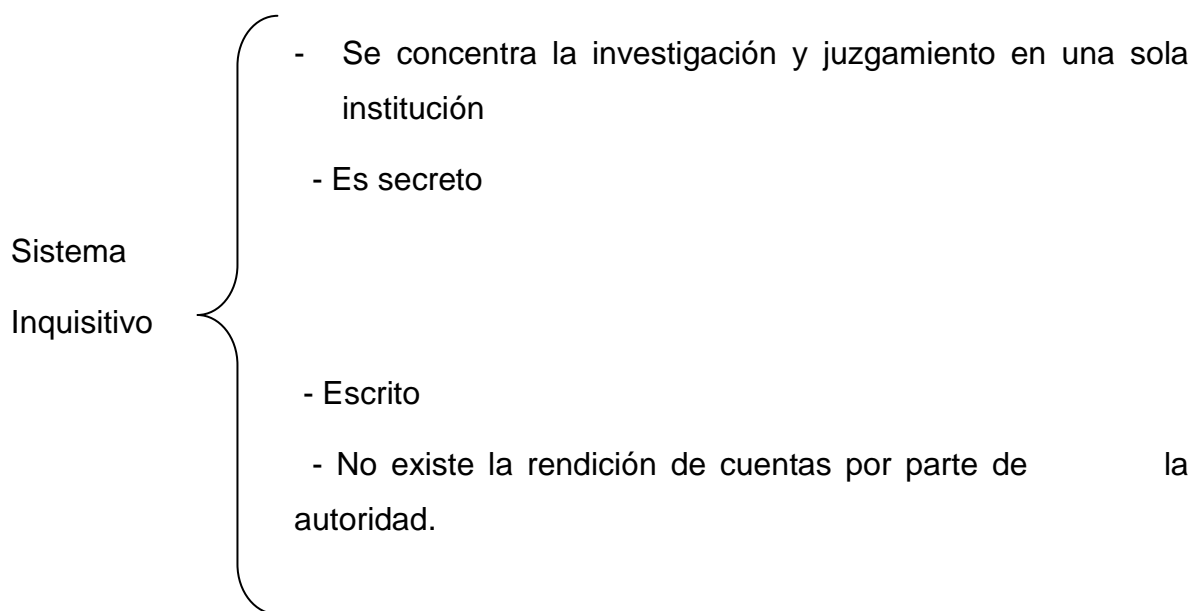 - Se concentra la investigación y juzgamiento en una sola
institución
- Es secreto
Sistema
Inquisitivo
- Escrito
- No existe la rendición de cuentas por parte de la
autoridad.